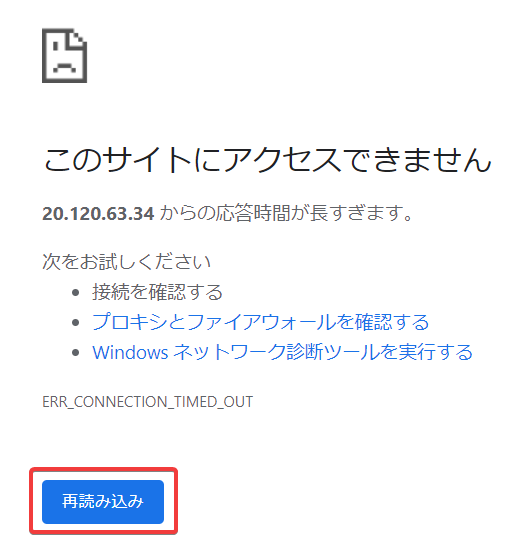 このサイトにアクセスできません
20.120.63.34 からの応答時間が長すぎます。
次をお試しください
• 接続を確認する
• プロキシとファイアウォールを確認する
• Windows ネットワーク診断ツールを実行する
ERR_CONNECTION_TIMED_OUT
再読み込み